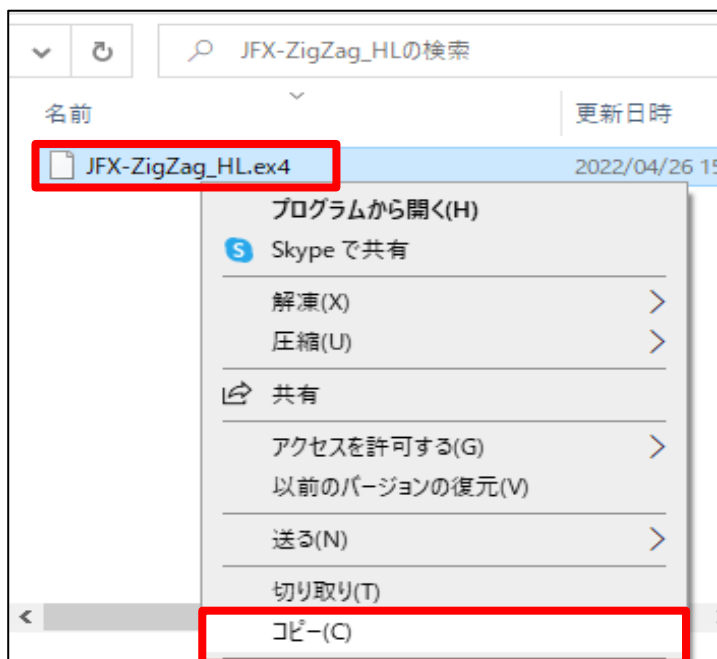 JFX-ZigZag_HLの検索
名前 更新日時
JFX-ZigZag_HL.ex4 2022/04/26 15
プログラムから開く(H)
Skype で共有
解凍(X)
圧縮(U)
共有
アクセスを許可する(G)
以前のバージョンの復元(V)
送る(N)
切り取り(T)
コピー(C)